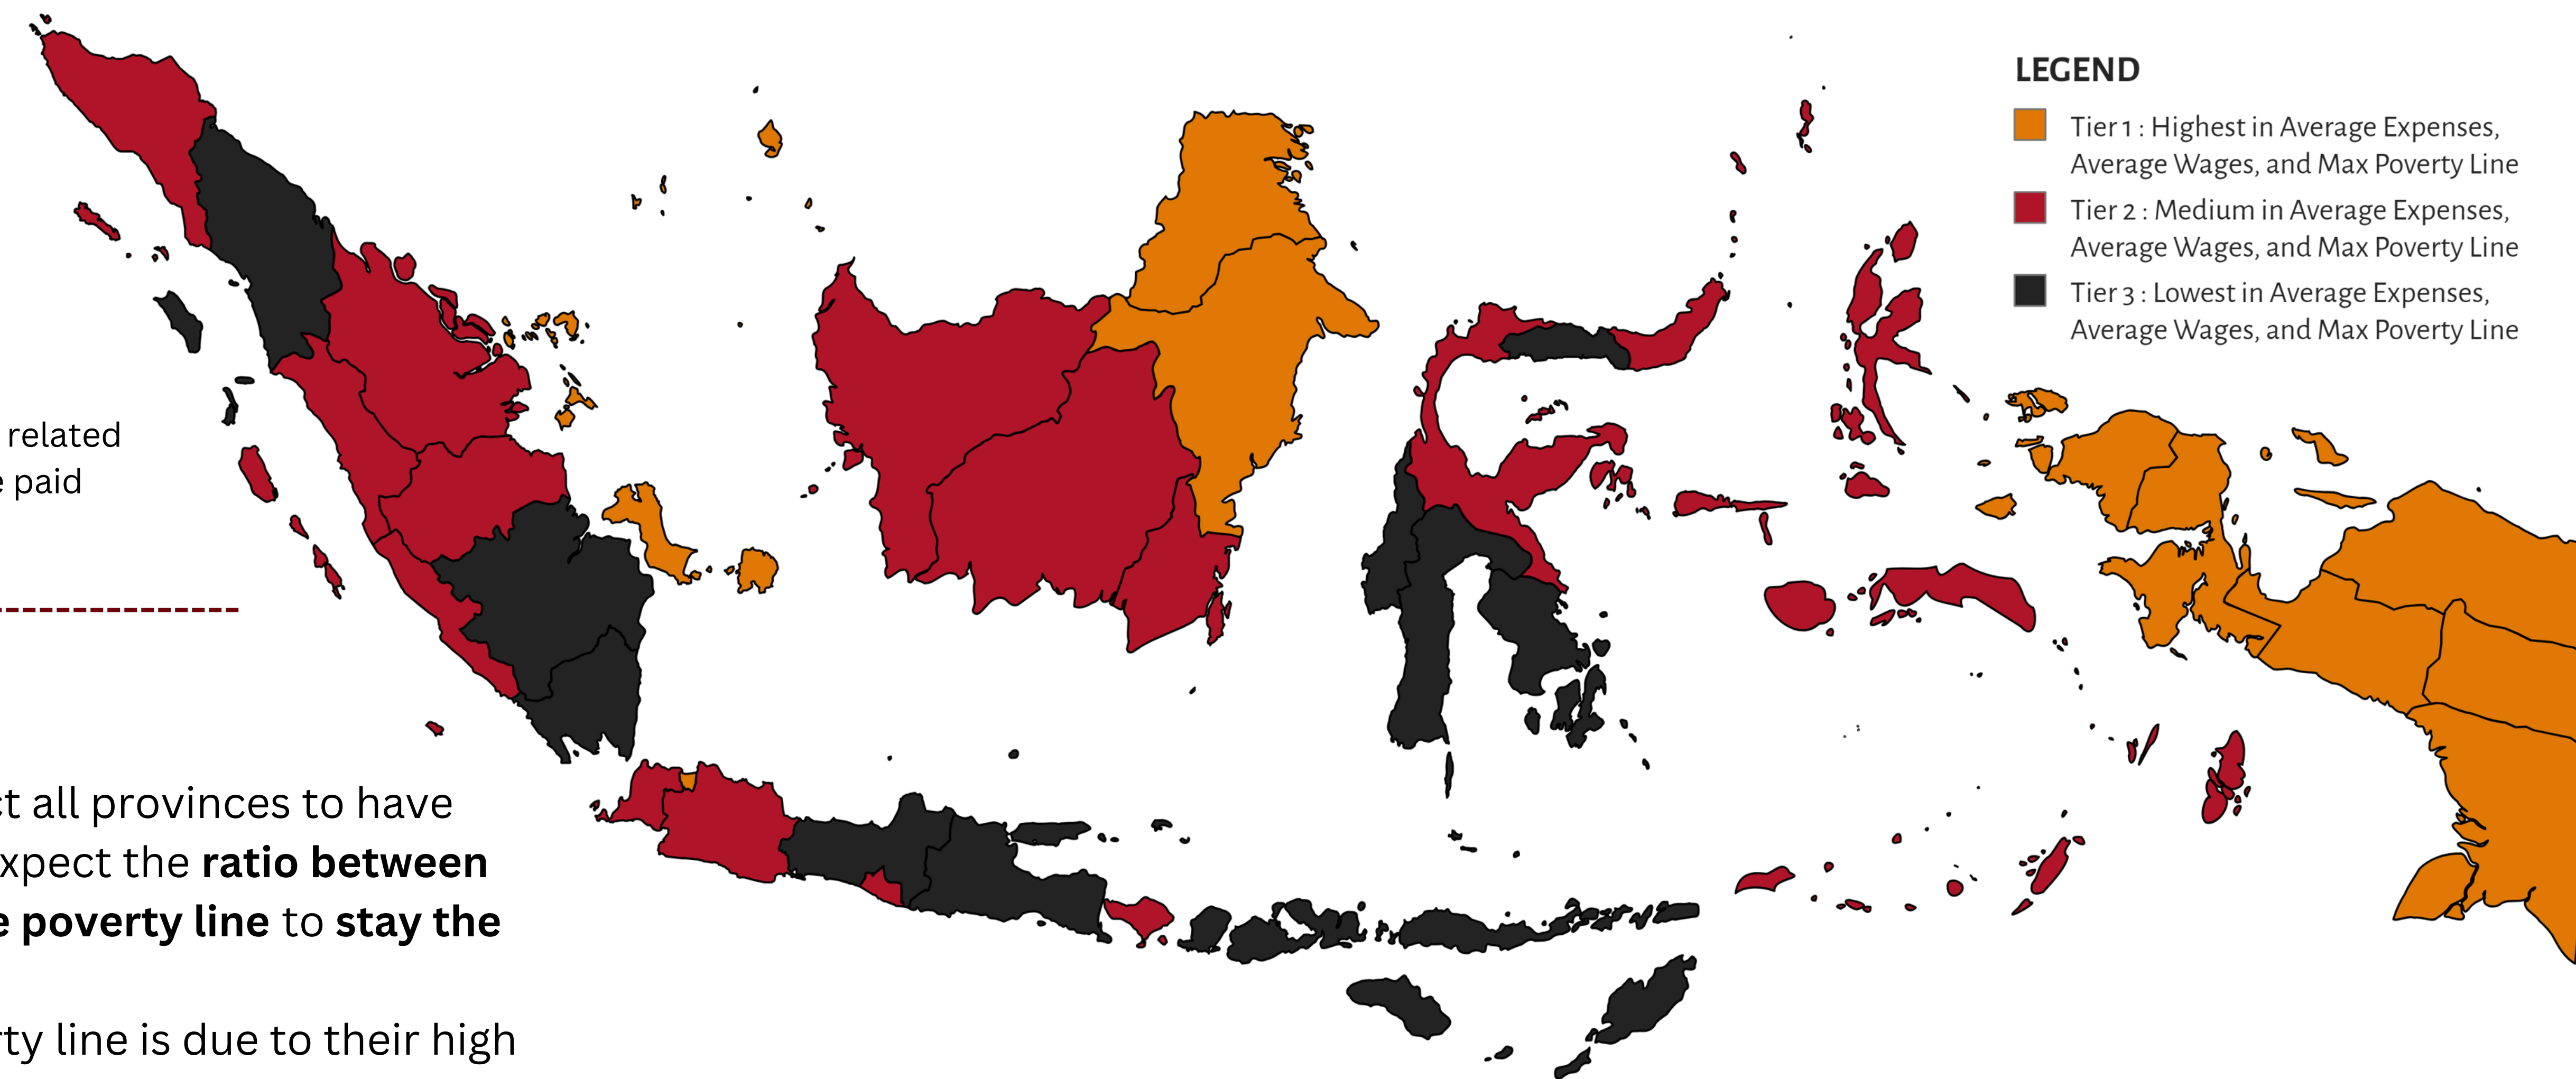 LEGEND
Tier 1 : Highest in Average Expenses,
Average Wages, and Max Poverty Line
Tier 2 : Medium in Average Expenses,
Average Wages, and Max Poverty Line
Tier 3 : Lowest in Average Expenses,
Average Wages, and Max Poverty Line
related
paid
all provinces to have
the ratio between
poverty line to stay the
line is due to their high